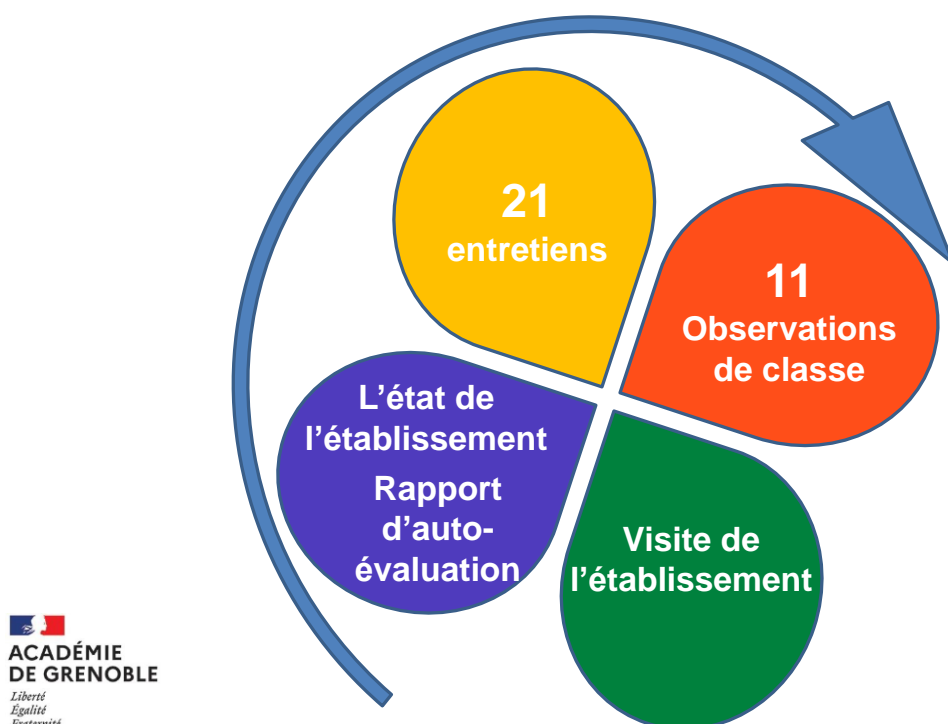 21
entretiens
11
Observations
de classe
L’état de
l’établissement
Rapport
d’auto-
évaluation
Visite de
l’établissement
ACADÉMIE
DE GRENOBLE
Liberté
Égalité
Fraternité